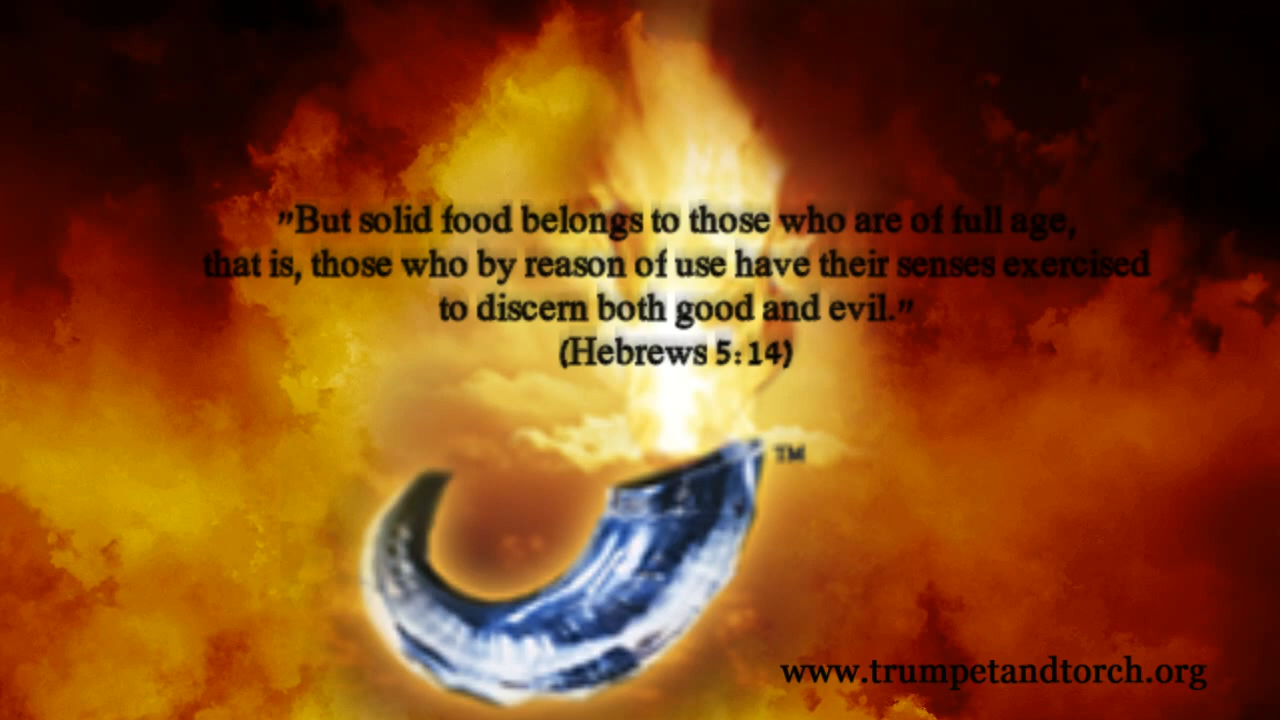 "But solid food belongs to those who are of full age,
that is, those who by reason of use have their senses exercised
to discern both good and evil."
(Hebrews 5:14)
TM
www.trumpetandtorch.org